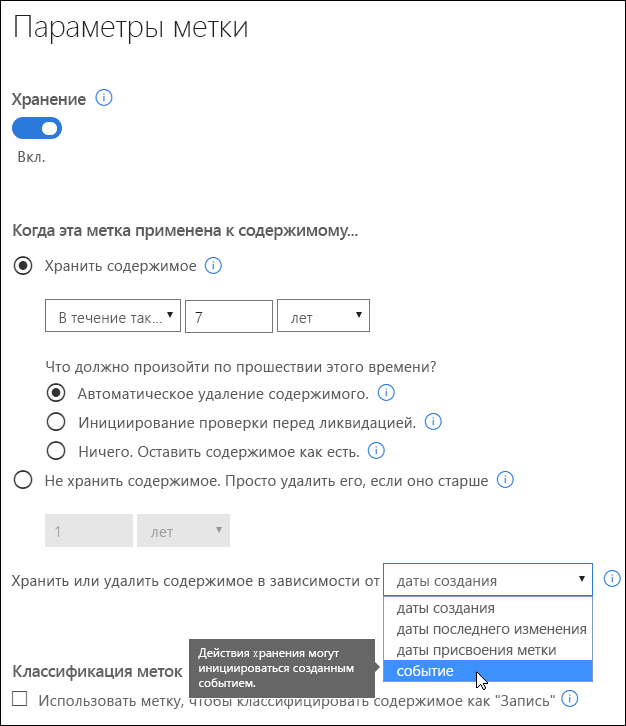 Параметры метки
Хранение
Вкл.
Когда эта метка применена к содержимому...
Хранить содержимое
В течение так... 7 лет
Что должно произойти по прошествии этого времени?
Автоматическое удаление содержимого.
Инициирование проверки перед ликвидацией.
Ничего. Оставить содержимое как есть.
Не хранить содержимое. Просто удалить его, если оно старше
1 лет
Хранить или удалить содержимое в зависимости от даты создания
даты создания
даты последнего изменения
даты присвоения метки
событие
Действия хранения могут
инициироваться созданным
событием.
Классификация меток
Использовать метку, чтобы классифицировать содержимое как "Запись"